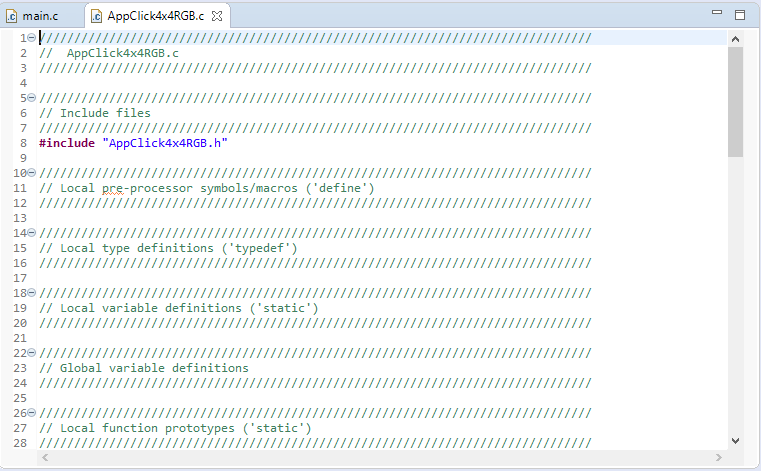 main.c AppClick4x4RGB.c
1 ///////////////////////////////////////////////////////////////////////////////
2 //  AppClick4x4RGB.c
3 ///////////////////////////////////////////////////////////////////////////////
4
5 ///////////////////////////////////////////////////////////////////////////////
6 // Include files
7 ///////////////////////////////////////////////////////////////////////////////
8 #include "AppClick4x4RGB.h"
9
10 ///////////////////////////////////////////////////////////////////////////////
11 // Local pre-processor symbols/macros ('define')
12 ///////////////////////////////////////////////////////////////////////////////
13
14 ///////////////////////////////////////////////////////////////////////////////
15 // Local type definitions ('typedef')
16 ///////////////////////////////////////////////////////////////////////////////
17
18 ///////////////////////////////////////////////////////////////////////////////
19 // Local variable definitions ('static')
20 ///////////////////////////////////////////////////////////////////////////////
21
22 ///////////////////////////////////////////////////////////////////////////////
23 // Global variable definitions
24 ///////////////////////////////////////////////////////////////////////////////
25
26 ///////////////////////////////////////////////////////////////////////////////
27 // Local function prototypes ('static')
28 ///////////////////////////////////////////////////////////////////////////////